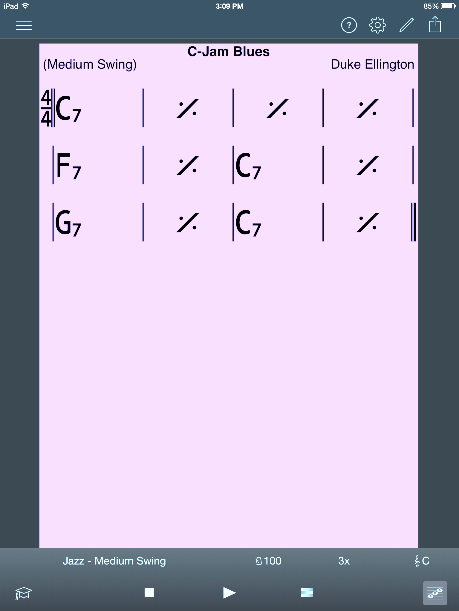 iPad 3:09 PM 85%
?
C-Jam Blues
(Medium Swing) Duke Ellington
4/4 C7 % % %
F7 % C7 %
G7 % C7 %
Jazz - Medium Swing 100 3x C